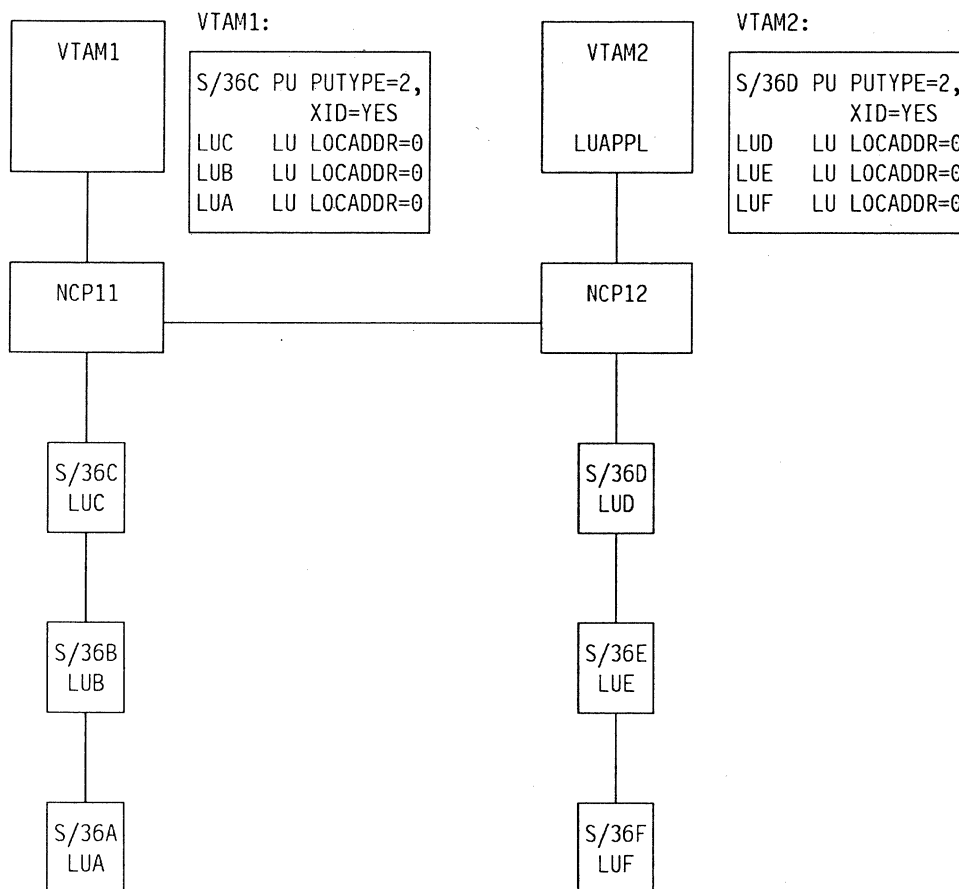 VTAM1
VTAM1:
S/36C PU PUTYPE=2,
XID=YES
LUC LU LOCADDR=0
LUB LU LOCADDR=0
LUA LU LOCADDR=0
VTAM2
LUAPPL
VTAM2:
S/36D PU PUTYPE=2,
XID=YES
LUD LU LOCADDR=0
LUE LU LOCADDR=0
LUF LU LOCADDR=0
NCP11
NCP12
S/36C
LUC
S/36D
LUD
S/36B
LUB
S/36E
LUE
S/36A
LUA
S/36F
LUF